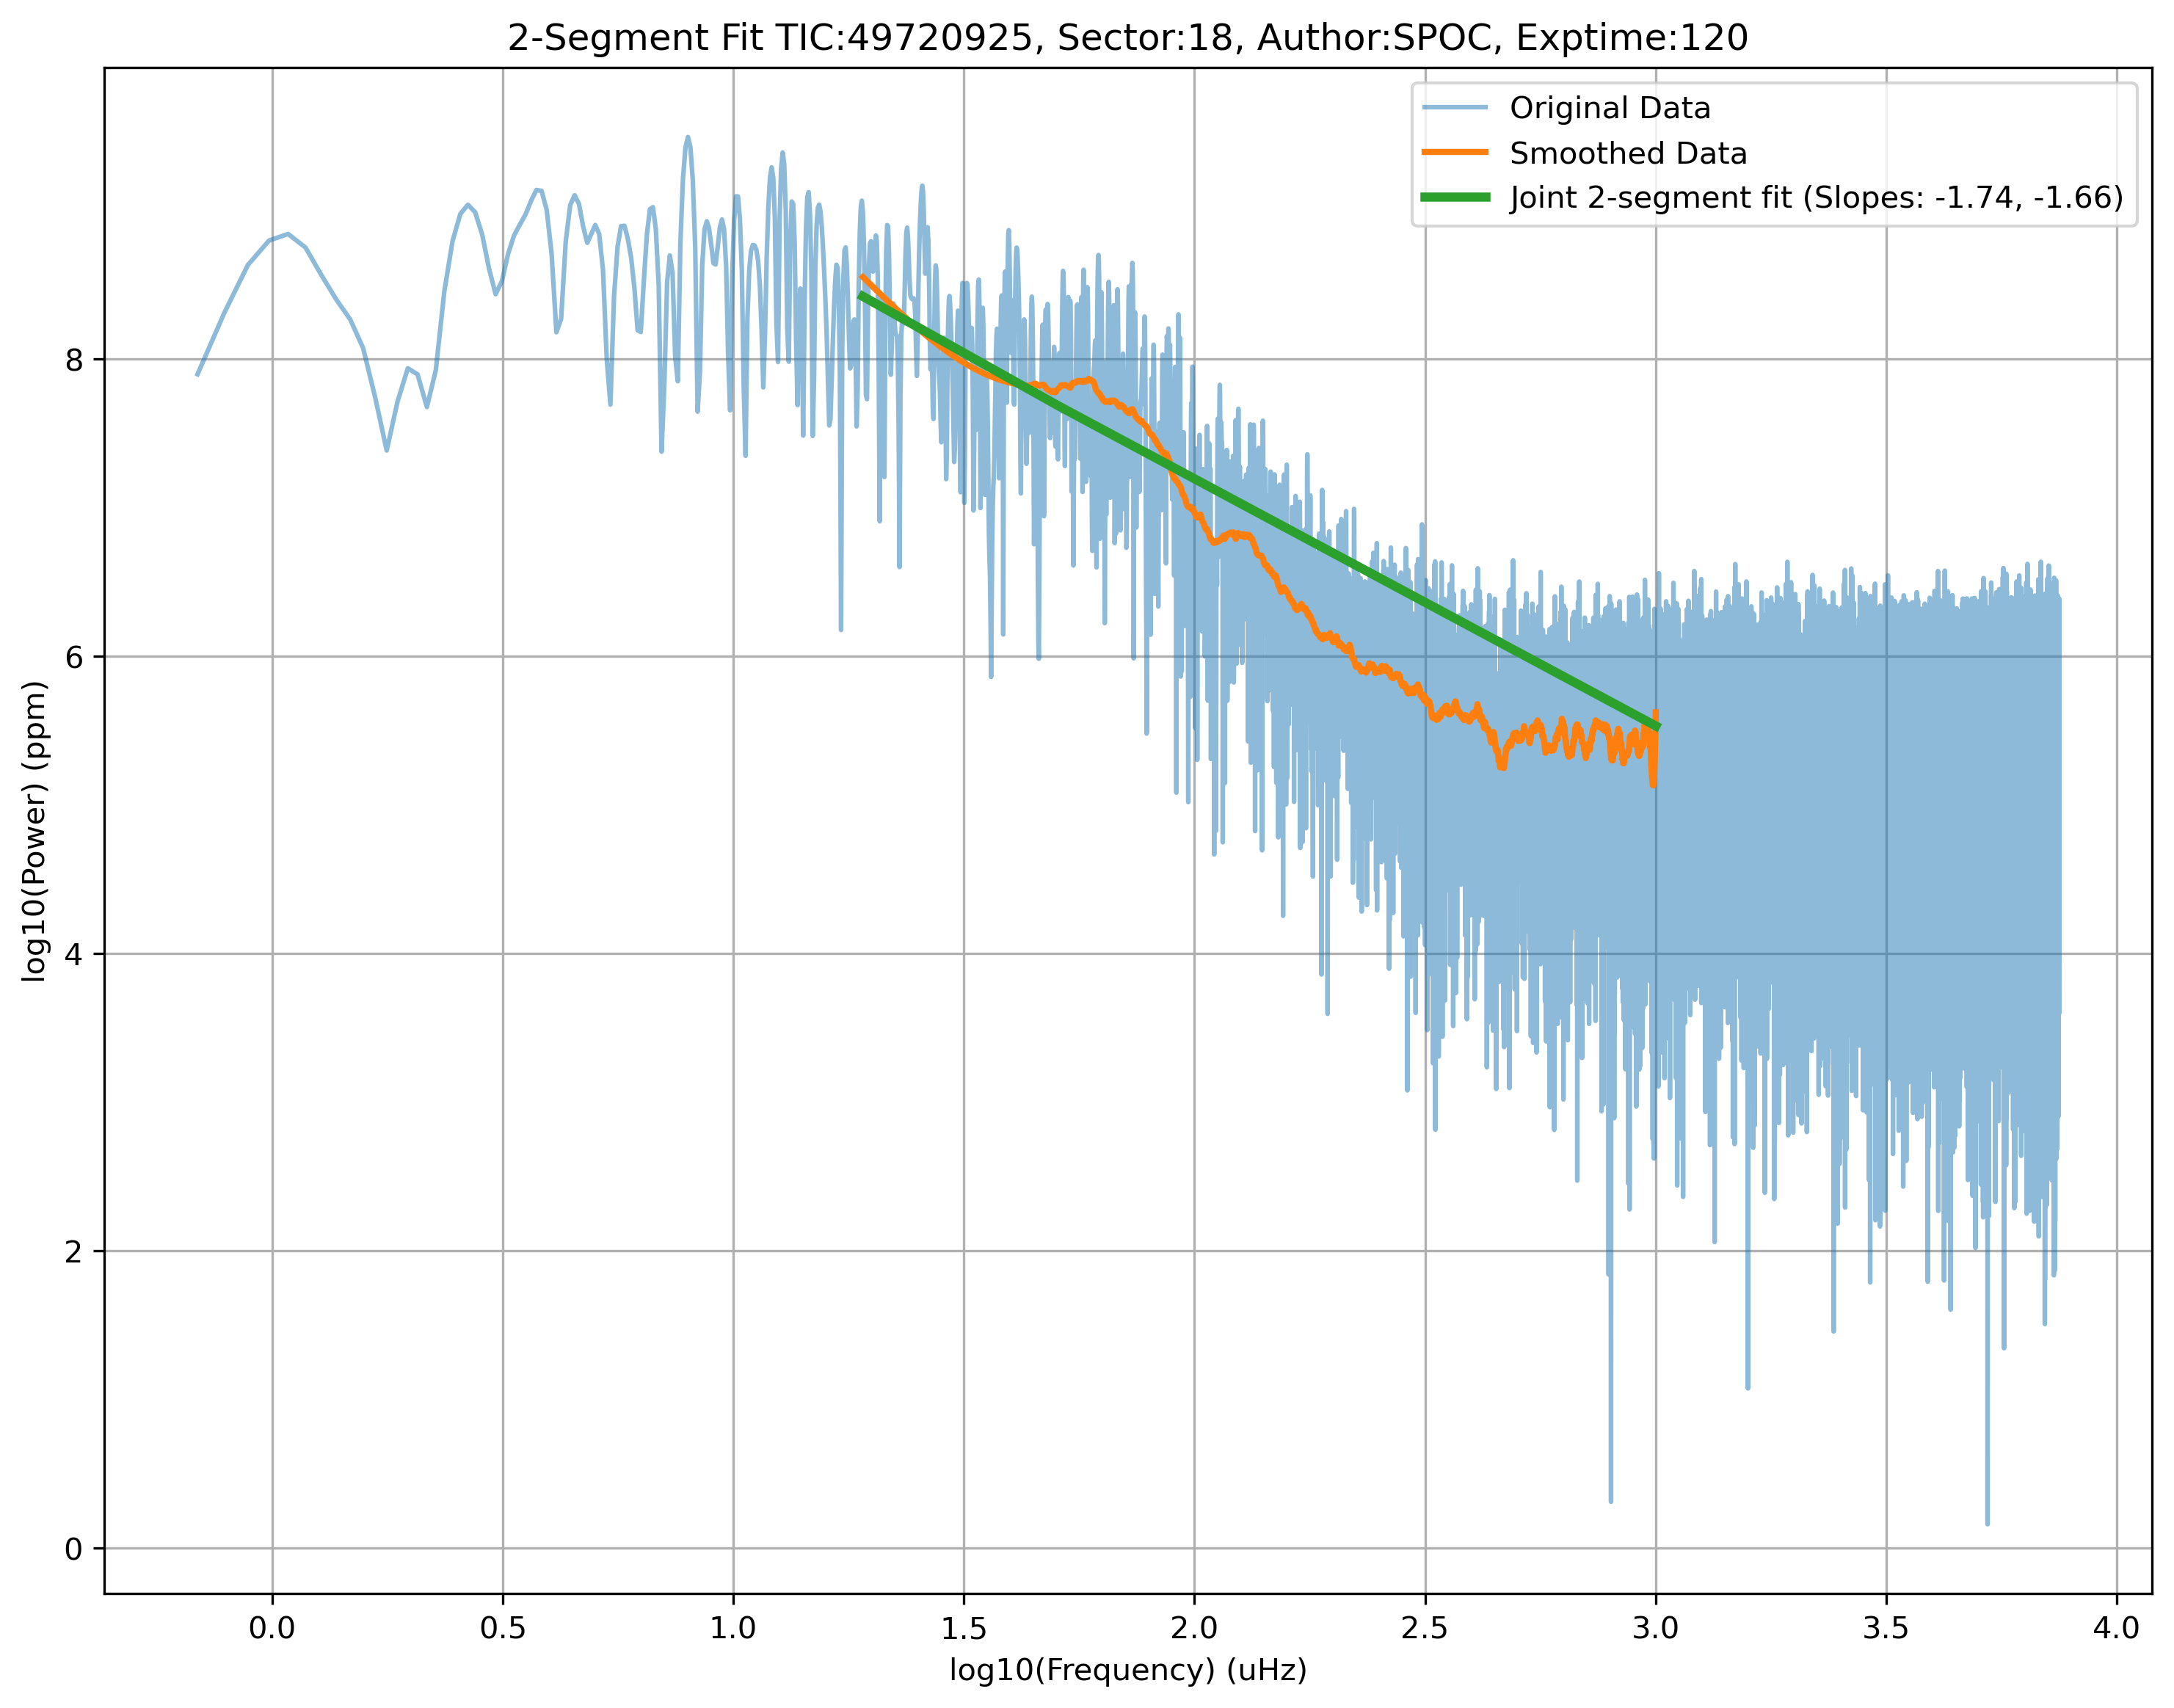 2-Segment Fit TIC:49720925, Sector:18, Author:SPOC, Exptime:120
Original Data
Smoothed Data
Joint 2-segment fit (Slopes: -1.74, -1.66)
log10(Power) (ppm)
8
6
4
2
0
0.0 0.5 1.0 1.5 2.0 2.5 3.0 3.5 4.0
log10(Frequency) (uHz)